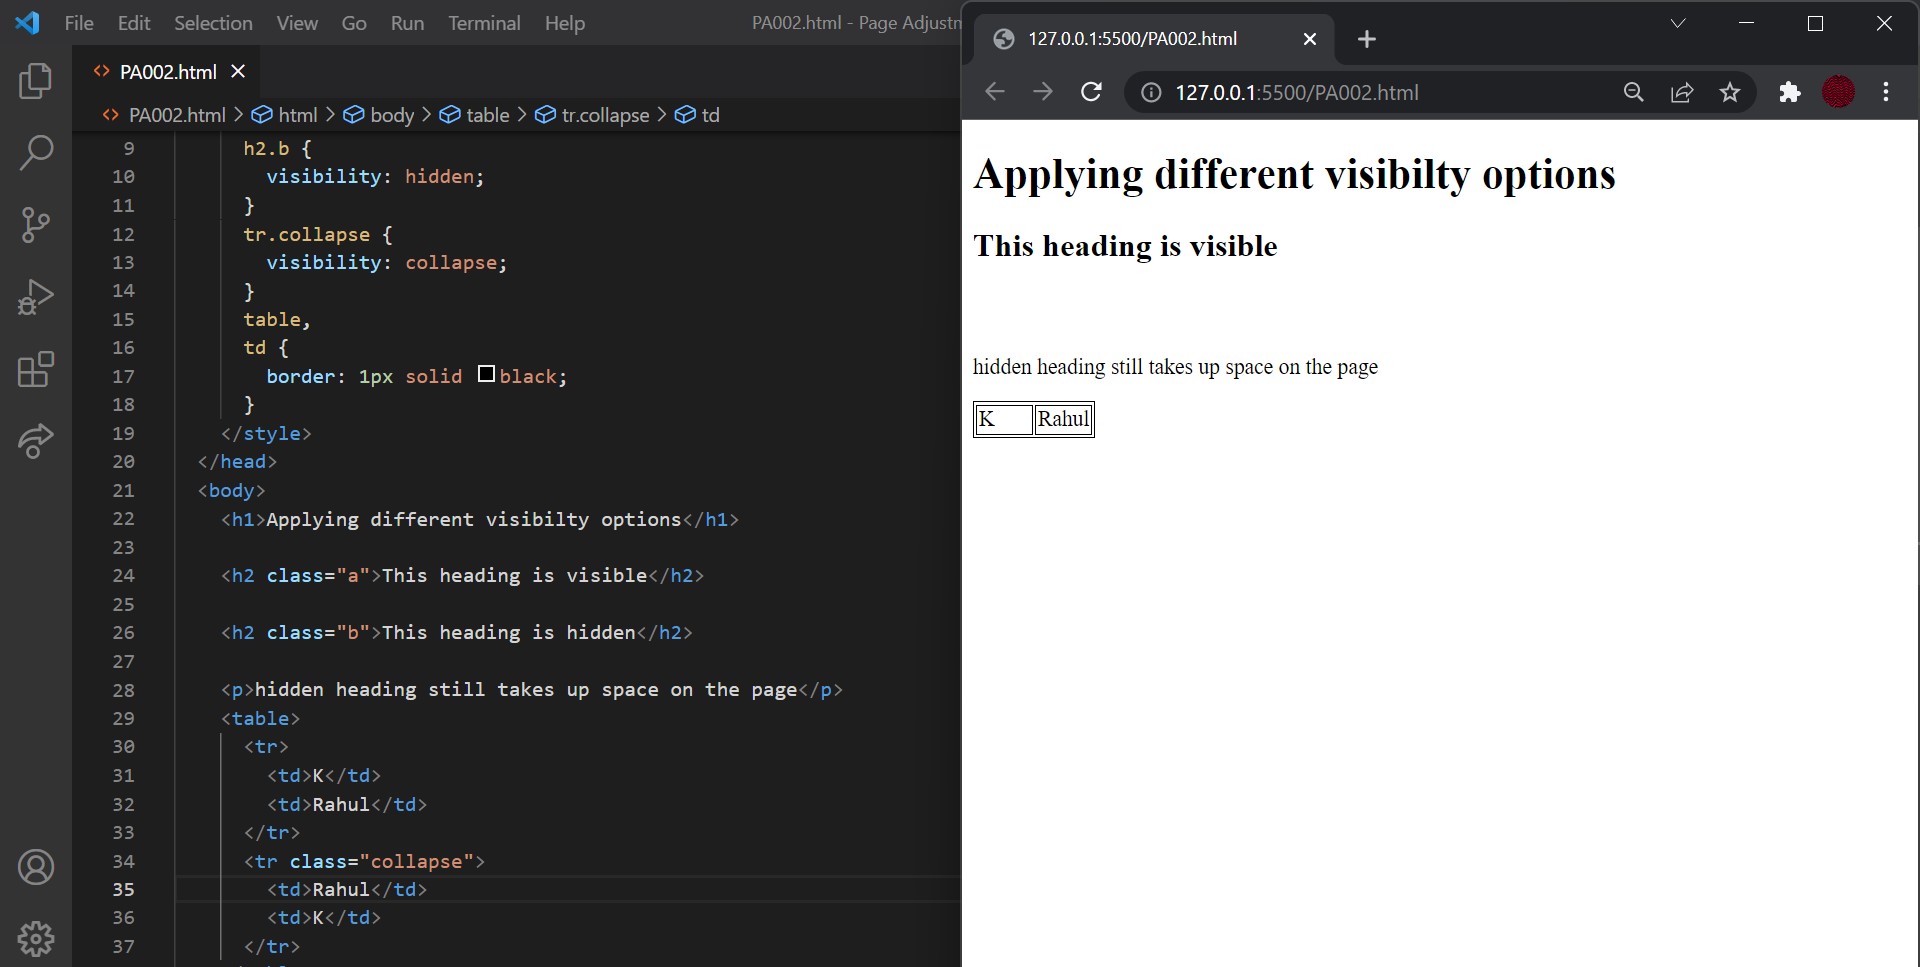 File Edit Selection View Go Run Terminal Help PA002.html - Page Adjustm
PA002.html
PA002.html > html > body > table > tr.collapse > td
9 h2.b {
10 visibility: hidden;
11 }
12 tr.collapse {
13 visibility: collapse;
14 }
15 table,
16 td {
17 border: 1px solid black;
18 }
19 </style>
20 </head>
21 <body>
22 <h1>Applying different visibilty options</h1>
23
24 <h2 class="a">This heading is visible</h2>
25
26 <h2 class="b">This heading is hidden</h2>
27
28 <p>hidden heading still takes up space on the page</p>
29 <table>
30 <tr>
31 <td>K</td>
32 <td>Rahul</td>
33 </tr>
34 <tr class="collapse">
35 <td>Rahul</td>
36 <td>K</td>
37 </tr>
127.0.0.1:5500/PA002.html
127.0.0.1:5500/PA002.html
Applying different visibilty options
This heading is visible
hidden heading still takes up space on the page
K Rahul